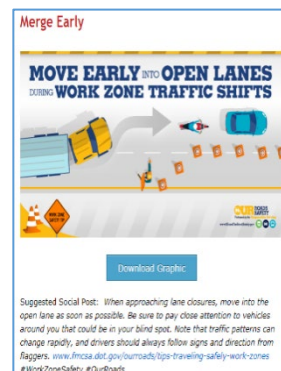 Merge Early
MOVE EARLY INTO OPEN LANES
DURING WORK ZONE TRAFFIC SHIFTS
OUR ROADS
SAFETY
Download Graphic
Suggested Social Post: When approaching lane closures, move into the
open lane as soon as possible. Be sure to pay close attention to vehicles
around you that could be in your blind spot. Note that traffic patterns can
change rapidly, and drivers should always follow signs and direction from
flaggers. www.fmcsa.dot.gov/ourroads/tips-traveling-safely-work-zones
#WorkZoneSafety #OurRoads